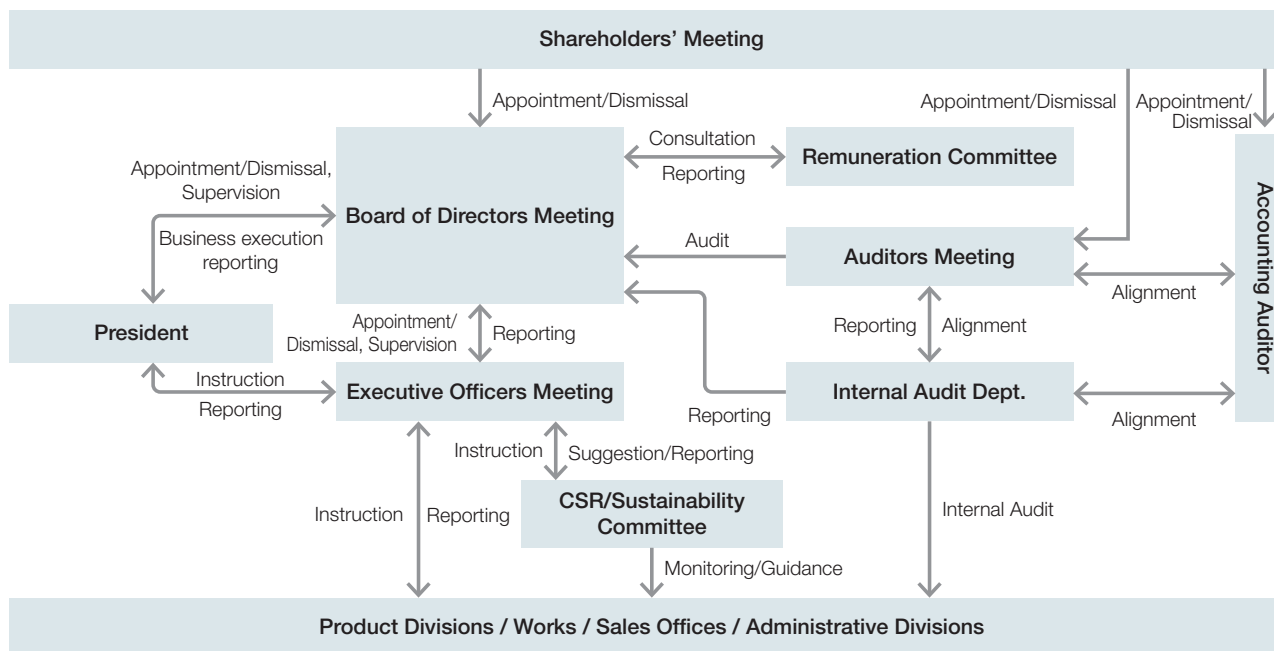 Shareholders’ Meeting
Appointment/Dismissal
Appointment/Dismissal
Appointment/
Dismissal
Consultation
Reporting
Remuneration Committee
Appointment/Dismissal,
Supervision
Board of Directors Meeting
Business execution
reporting
Audit
Auditors Meeting
Accounting Auditor
Alignment
President
Appointment/
Dismissal, Supervision
Reporting
Reporting
Alignment
Instruction
Reporting
Executive Officers Meeting
Reporting
Internal Audit Dept.
Alignment
Instruction
Suggestion/Reporting
CSR/Sustainability
Committee
Instruction
Reporting
Internal Audit
Monitoring/Guidance
Product Divisions / Works / Sales Offices / Administrative Divisions